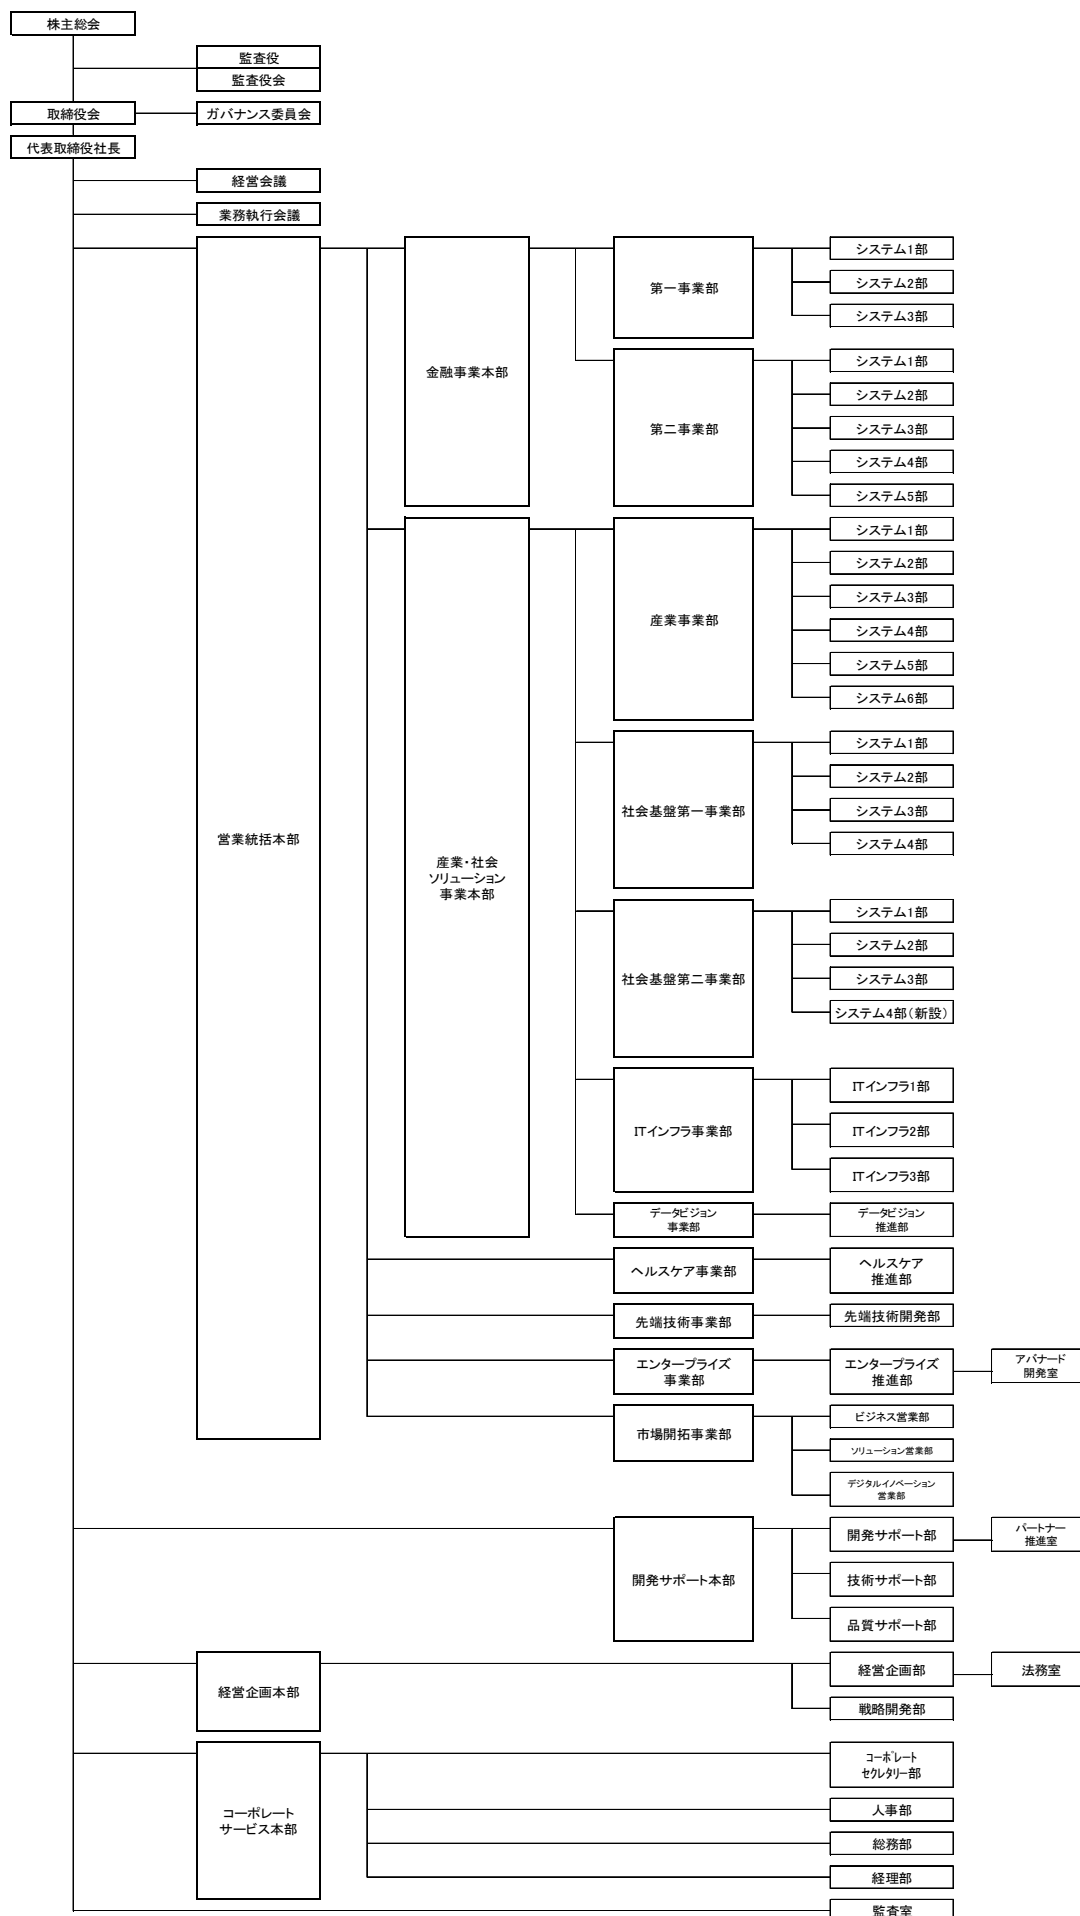 株主総会
監査役
監査役会
取締役会
ガバナンス委員会
代表取締役社長
経営会議
業務執行会議
営業統括本部
金融事業本部
第一事業部
システム1部
システム2部
システム3部
第二事業部
システム1部
システム2部
システム3部
システム4部
システム5部
産業・社会
ソリューション
事業本部
産業事業部
システム1部
システム2部
システム3部
システム4部
システム5部
システム6部
社会基盤第一事業部
システム1部
システム2部
システム3部
システム4部
社会基盤第二事業部
システム1部
システム2部
システム3部
システム4部(新設)
ITインフラ事業部
ITインフラ1部
ITインフラ2部
ITインフラ3部
データビジョン
事業部
データビジョン
推進部
ヘルスケア事業部
ヘルスケア
推進部
先端技術事業部
先端技術開発部
エンタープライズ
事業部
エンタープライズ
推進部
アバナード
開発室
市場開拓事業部
ビジネス営業部
ソリューション営業部
デジタルイノベーション
営業部
開発サポート本部
開発サポート部
パートナー
推進室
技術サポート部
品質サポート部
経営企画本部
経営企画部
法務室
戦略開発部
コーポレート
サービス本部
コーポレート
セクレタリー部
人事部
総務部
経理部
監査室